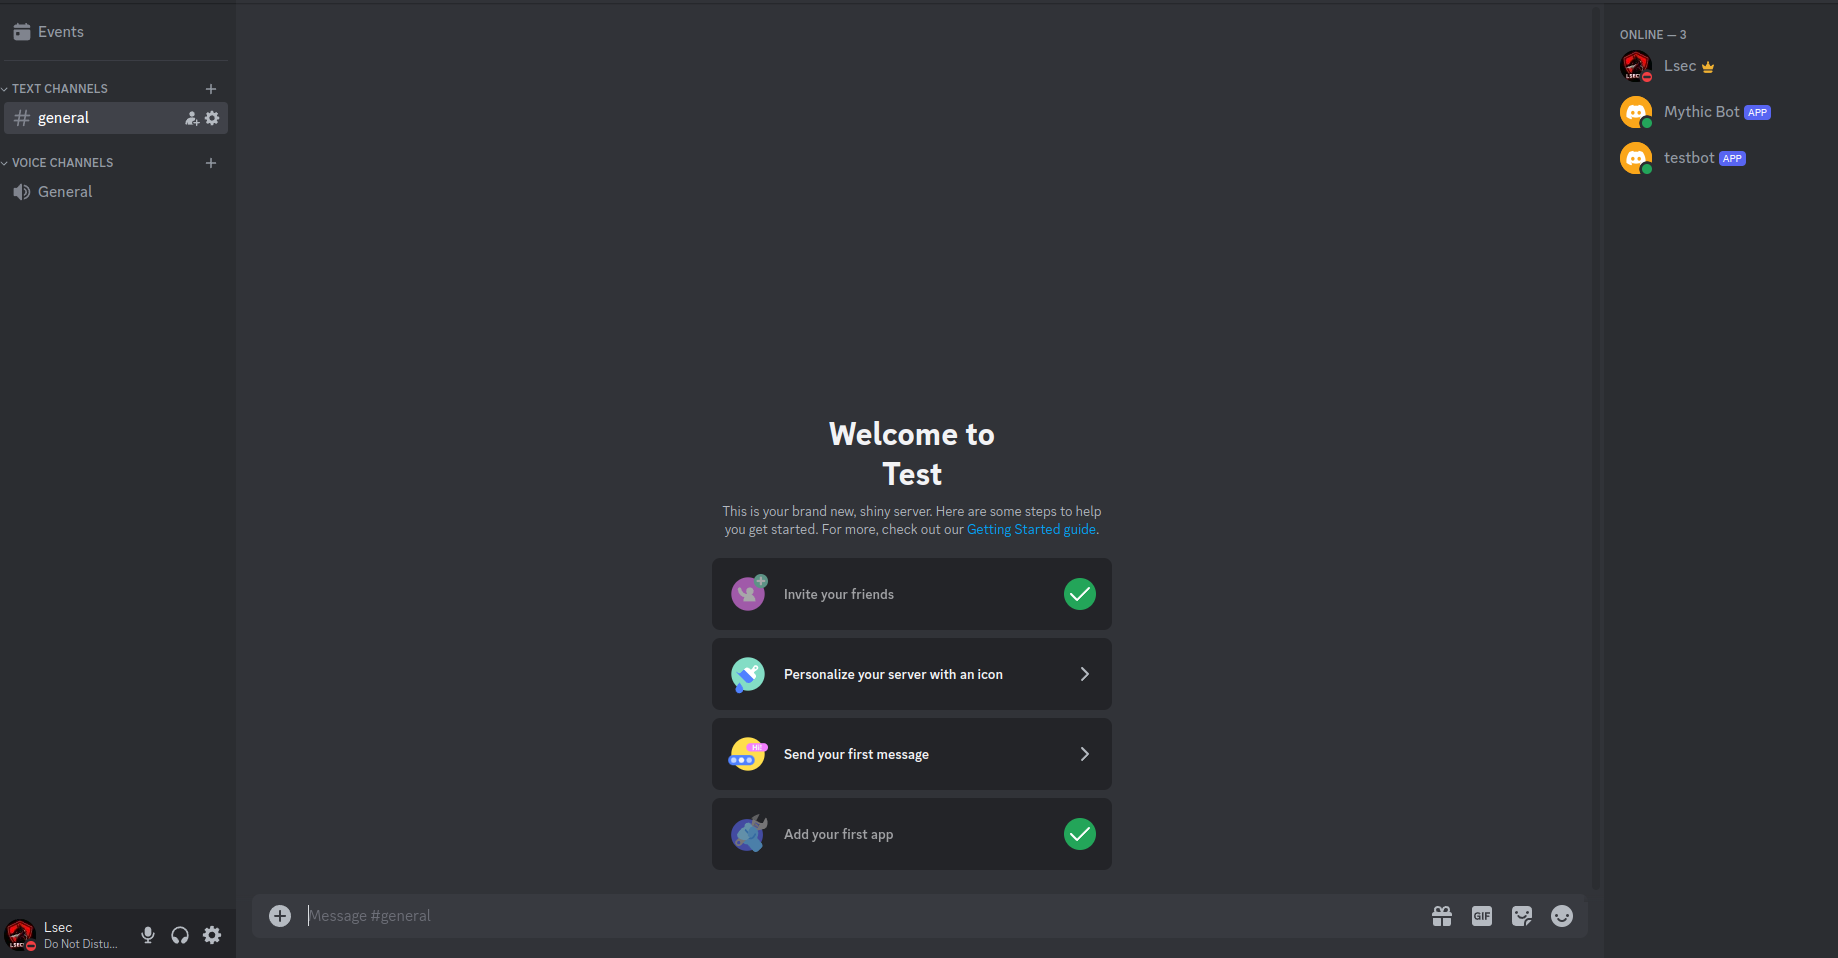 Events
TEXT CHANNELS
general
VOICE CHANNELS
General
Lsec
Do Not Distu...
Welcome to
Test
This is your brand new, shiny server. Here are some steps to help
you get started. For more, check out our Getting Started guide.
Invite your friends
Personalize your server with an icon
HI!
Send your first message
Add your first app
Message #general
GIF
ONLINE — 3
LSEC
Lsec
Mythic Bot APP
testbot APP
LSEC